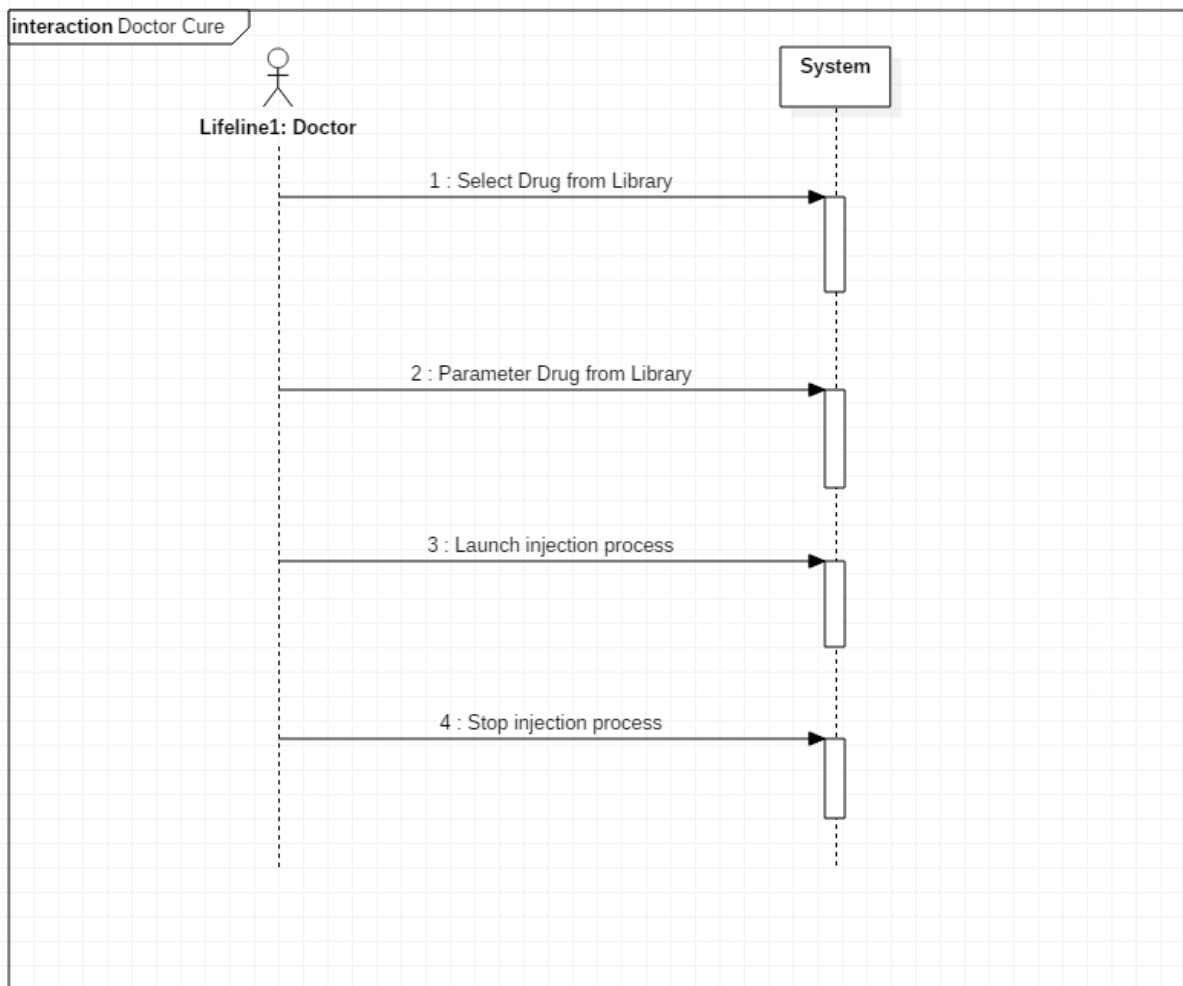 interaction Doctor Cure
System
Lifeline1: Doctor
1 : Select Drug from Library
2 : Parameter Drug from Library
3 : Launch injection process
4 : Stop injection process